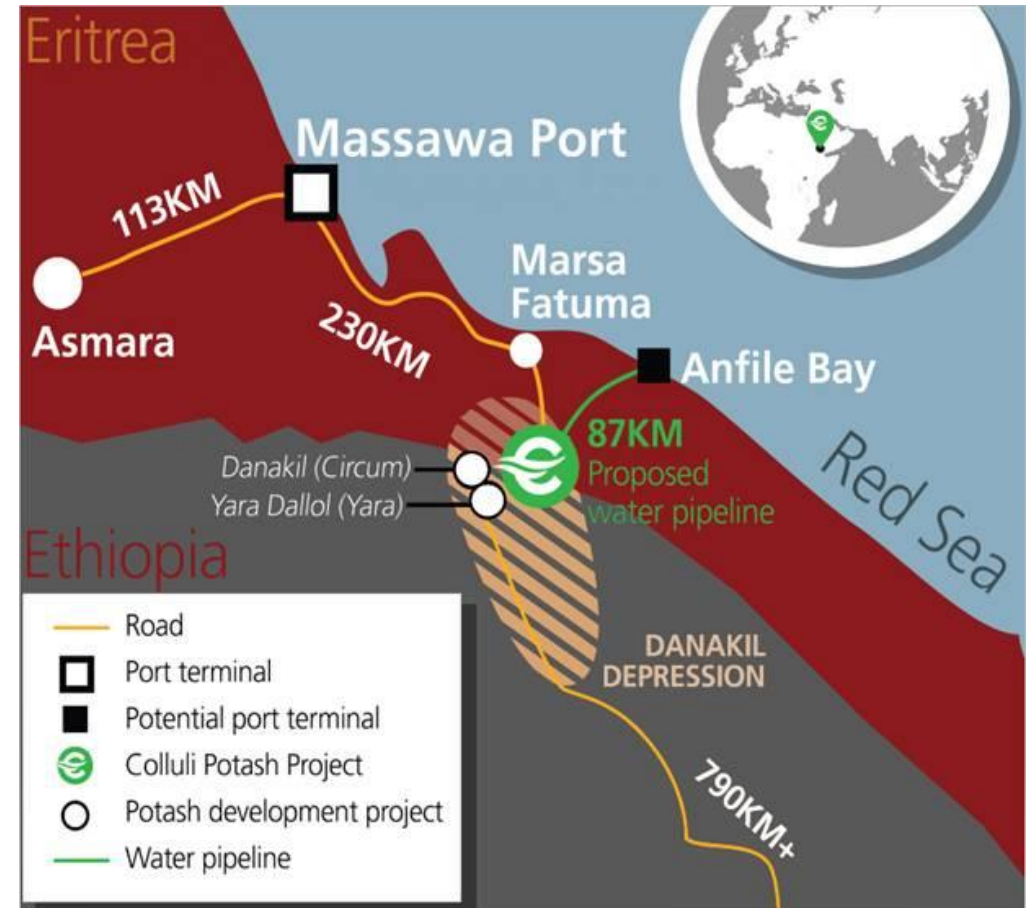 Eritrea
Massawa Port
113KM
Asmara
230KM
Marsa
Fatuma
Anfile Bay
87KM
Proposed
water pipeline
Danakil (Circum)
Yara Dallol (Yara)
Red Sea
Ethiopia
DANAKIL
DEPRESSION
790KM+
Road
Port terminal
Potential port terminal
Colluli Potash Project
Potash development project
Water pipeline